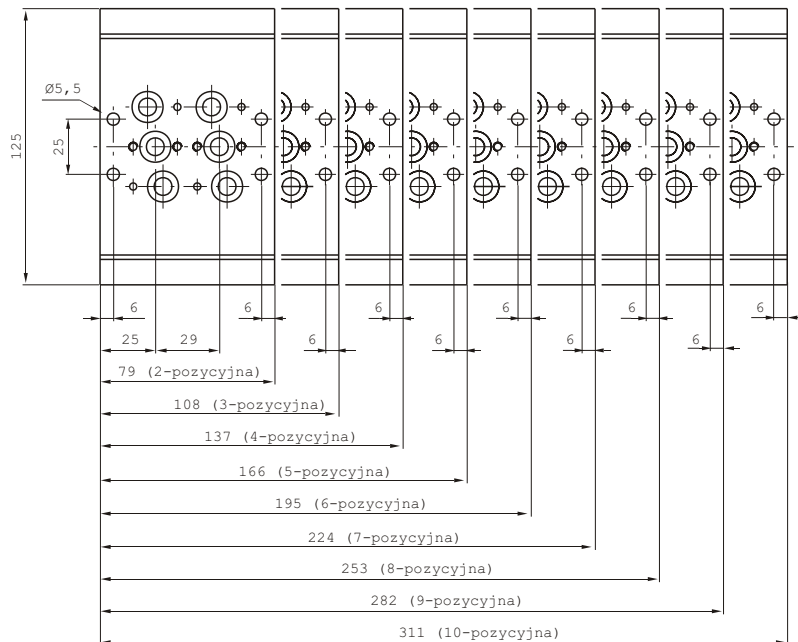 Ø5,5
125
25
6
6
6
6
6
6
6
6
6
6
25
29
79 (2-pozycyjna)
108 (3-pozycyjna)
137 (4-pozycyjna)
166 (5-pozycyjna)
195 (6-pozycyjna)
224 (7-pozycyjna)
253 (8-pozycyjna)
282 (9-pozycyjna)
311 (10-pozycyjna)